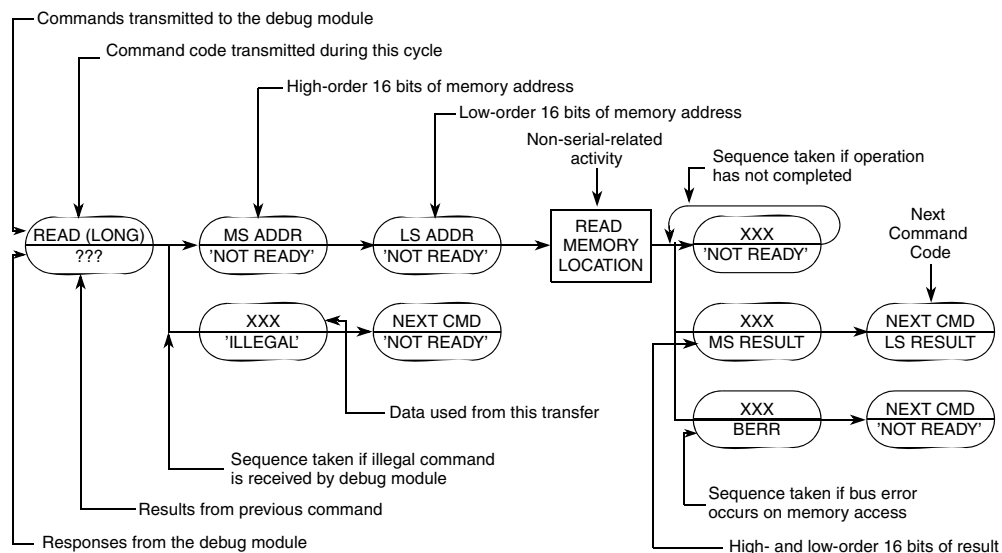 Commands transmitted to the debug module
Command code transmitted during this cycle
High-order 16 bits of memory address
Low-order 16 bits of memory address
Non-serial-related
activity
Sequence taken if operation
has not completed
Next
Command
Code
READ (LONG)
???
MS ADDR
'NOT READY'
LS ADDR
'NOT READY'
READ
MEMORY
LOCATION
XXX
'NOT READY'
XXX
'ILLEGAL'
NEXT CMD
'NOT READY'
XXX
MS RESULT
NEXT CMD
LS RESULT
XXX
BERR
NEXT CMD
'NOT READY'
Data used from this transfer
Sequence taken if illegal command
is received by debug module
Results from previous command
Responses from the debug module
Sequence taken if bus error
occurs on memory access
High- and low-order 16 bits of result